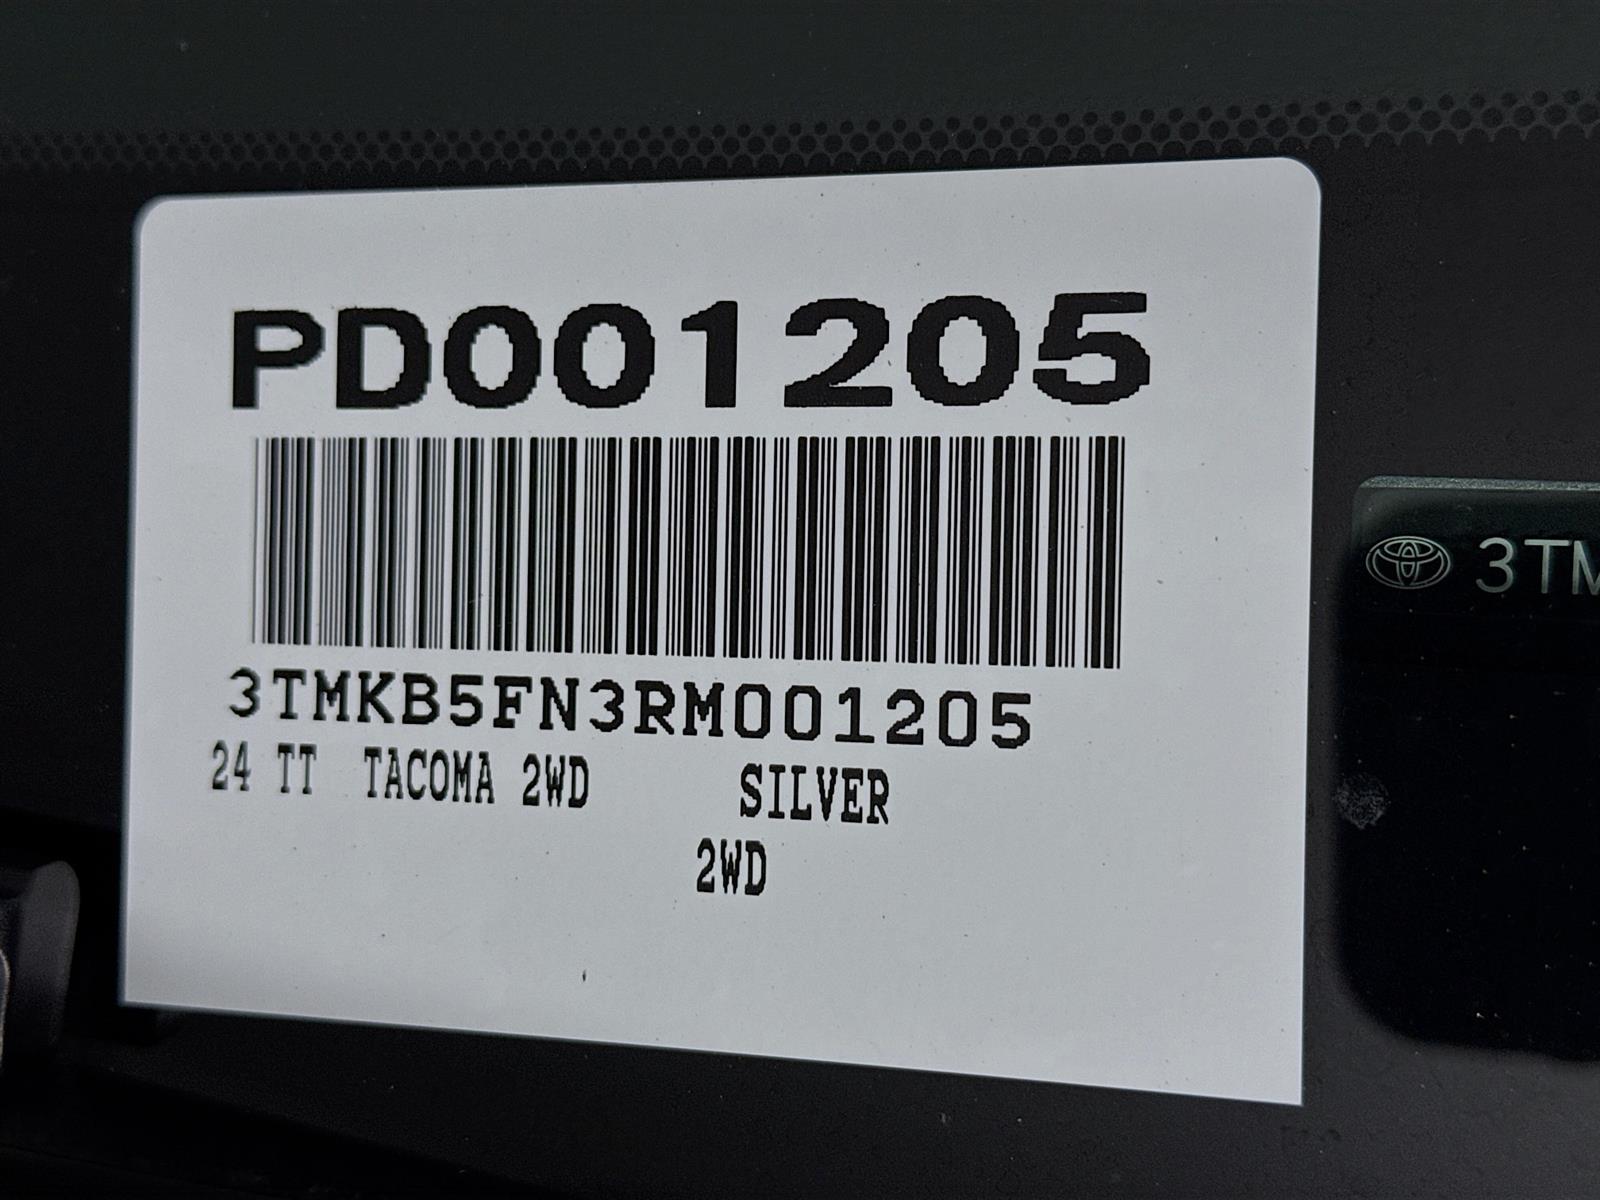 PD001205
3TMKB5FN3RM001205
24 TT TACOMA 2WD SILVER
2WD
3TM